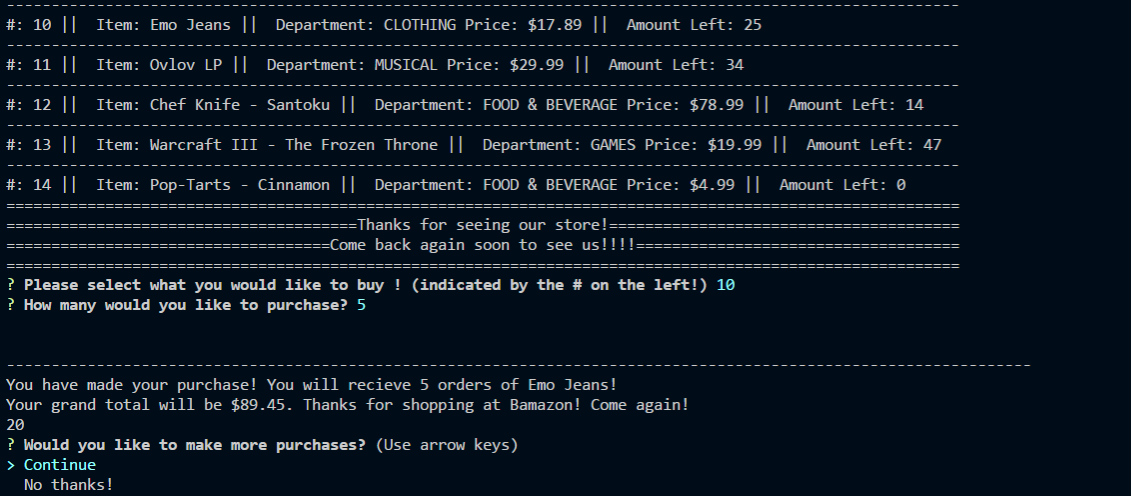 --------------------------------------------------------------------------------------------------
#: 10 ||  Item: Emo Jeans ||  Department: CLOTHING Price: $17.89 ||  Amount Left: 25
----------------------------------------------------------------------------------------------------------
#: 11 ||  Item: Ovlov LP ||  Department: MUSICAL Price: $29.99 ||  Amount Left: 34
----------------------------------------------------------------------------------------------------------
#: 12 ||  Item: Chef Knife - Santoku ||  Department: FOOD & BEVERAGE Price: $78.99 ||  Amount Left: 14
----------------------------------------------------------------------------------------------------------
#: 13 ||  Item: Warcraft III - The Frozen Throne ||  Department: GAMES Price: $19.99 ||  Amount Left: 47
----------------------------------------------------------------------------------------------------------
#: 14 ||  Item: Pop-Tarts - Cinnamon ||  Department: FOOD & BEVERAGE Price: $4.99 ||  Amount Left: 0
==========================================================================================================
=======================================Thanks for seeing our store!=======================================
====================================Come back again soon to see us!!!!====================================
==========================================================================================================
? Please select what you would like to buy ! (indicated by the # on the left!) 10
? How many would you like to purchase? 5
------------------------------------------------------------------------------------------------------------------
You have made your purchase! You will recieve 5 orders of Emo Jeans!
Your grand total will be $89.45. Thanks for shopping at Bamazon! Come again!
20
? Would you like to make more purchases? (Use arrow keys)
> Continue
  No thanks!